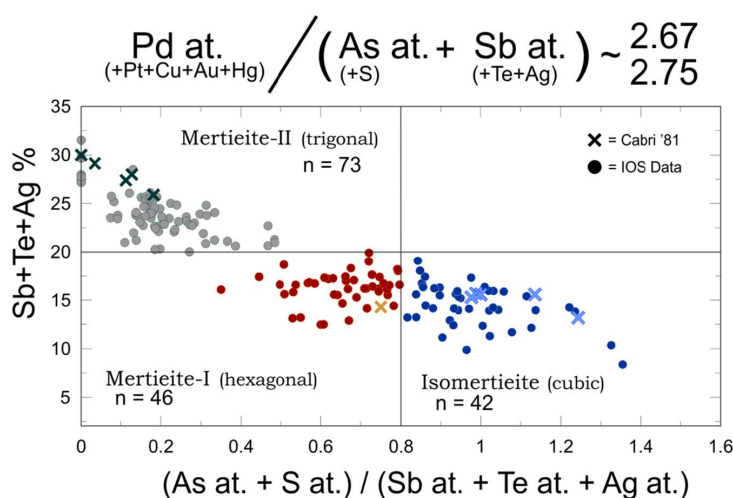 Pd at. / ( As at. + Sb at. ) ~ 2.67
(+Pt+Cu+Au+Hg) (+S) (+Te+Ag) 2.75
35
30
25
20
15
10
5
Sb+Te+Ag %
Mertieite-II (trigonal)
n = 73
× = Cabri '81
● = IOS Data
Mertieite-I (hexagonal)
n = 46
Isomertieite (cubic)
n = 42
0 0.2 0.4 0.6 0.8 1 1.2 1.4 1.6
(As at. + S at.) / (Sb at. + Te at. + Ag at.)